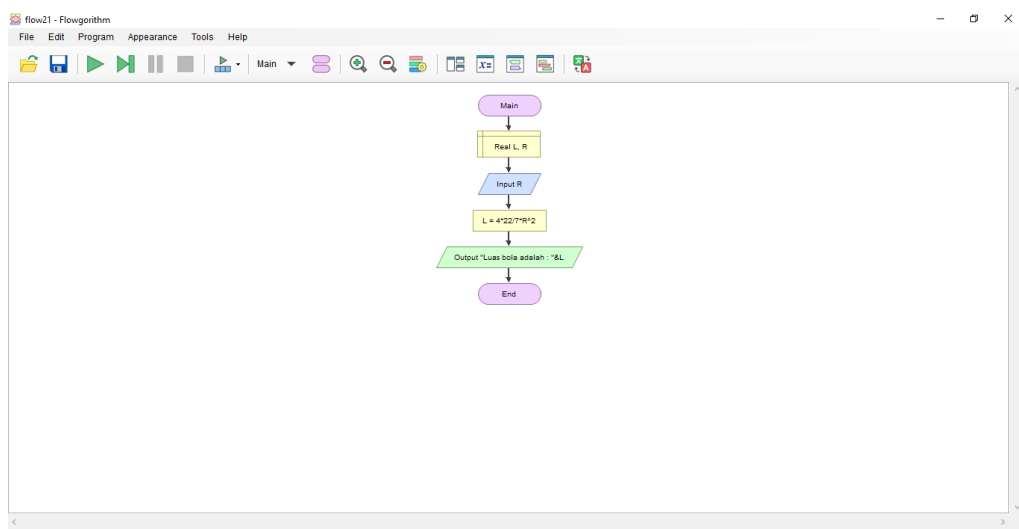 flow21 - Flowgorithm
File Edit Program Appearance Tools Help
Main
x=
Main
Real L, R
Input R
L = 4*22/7*R^2
Output "Luas bola adalah : "&L
End